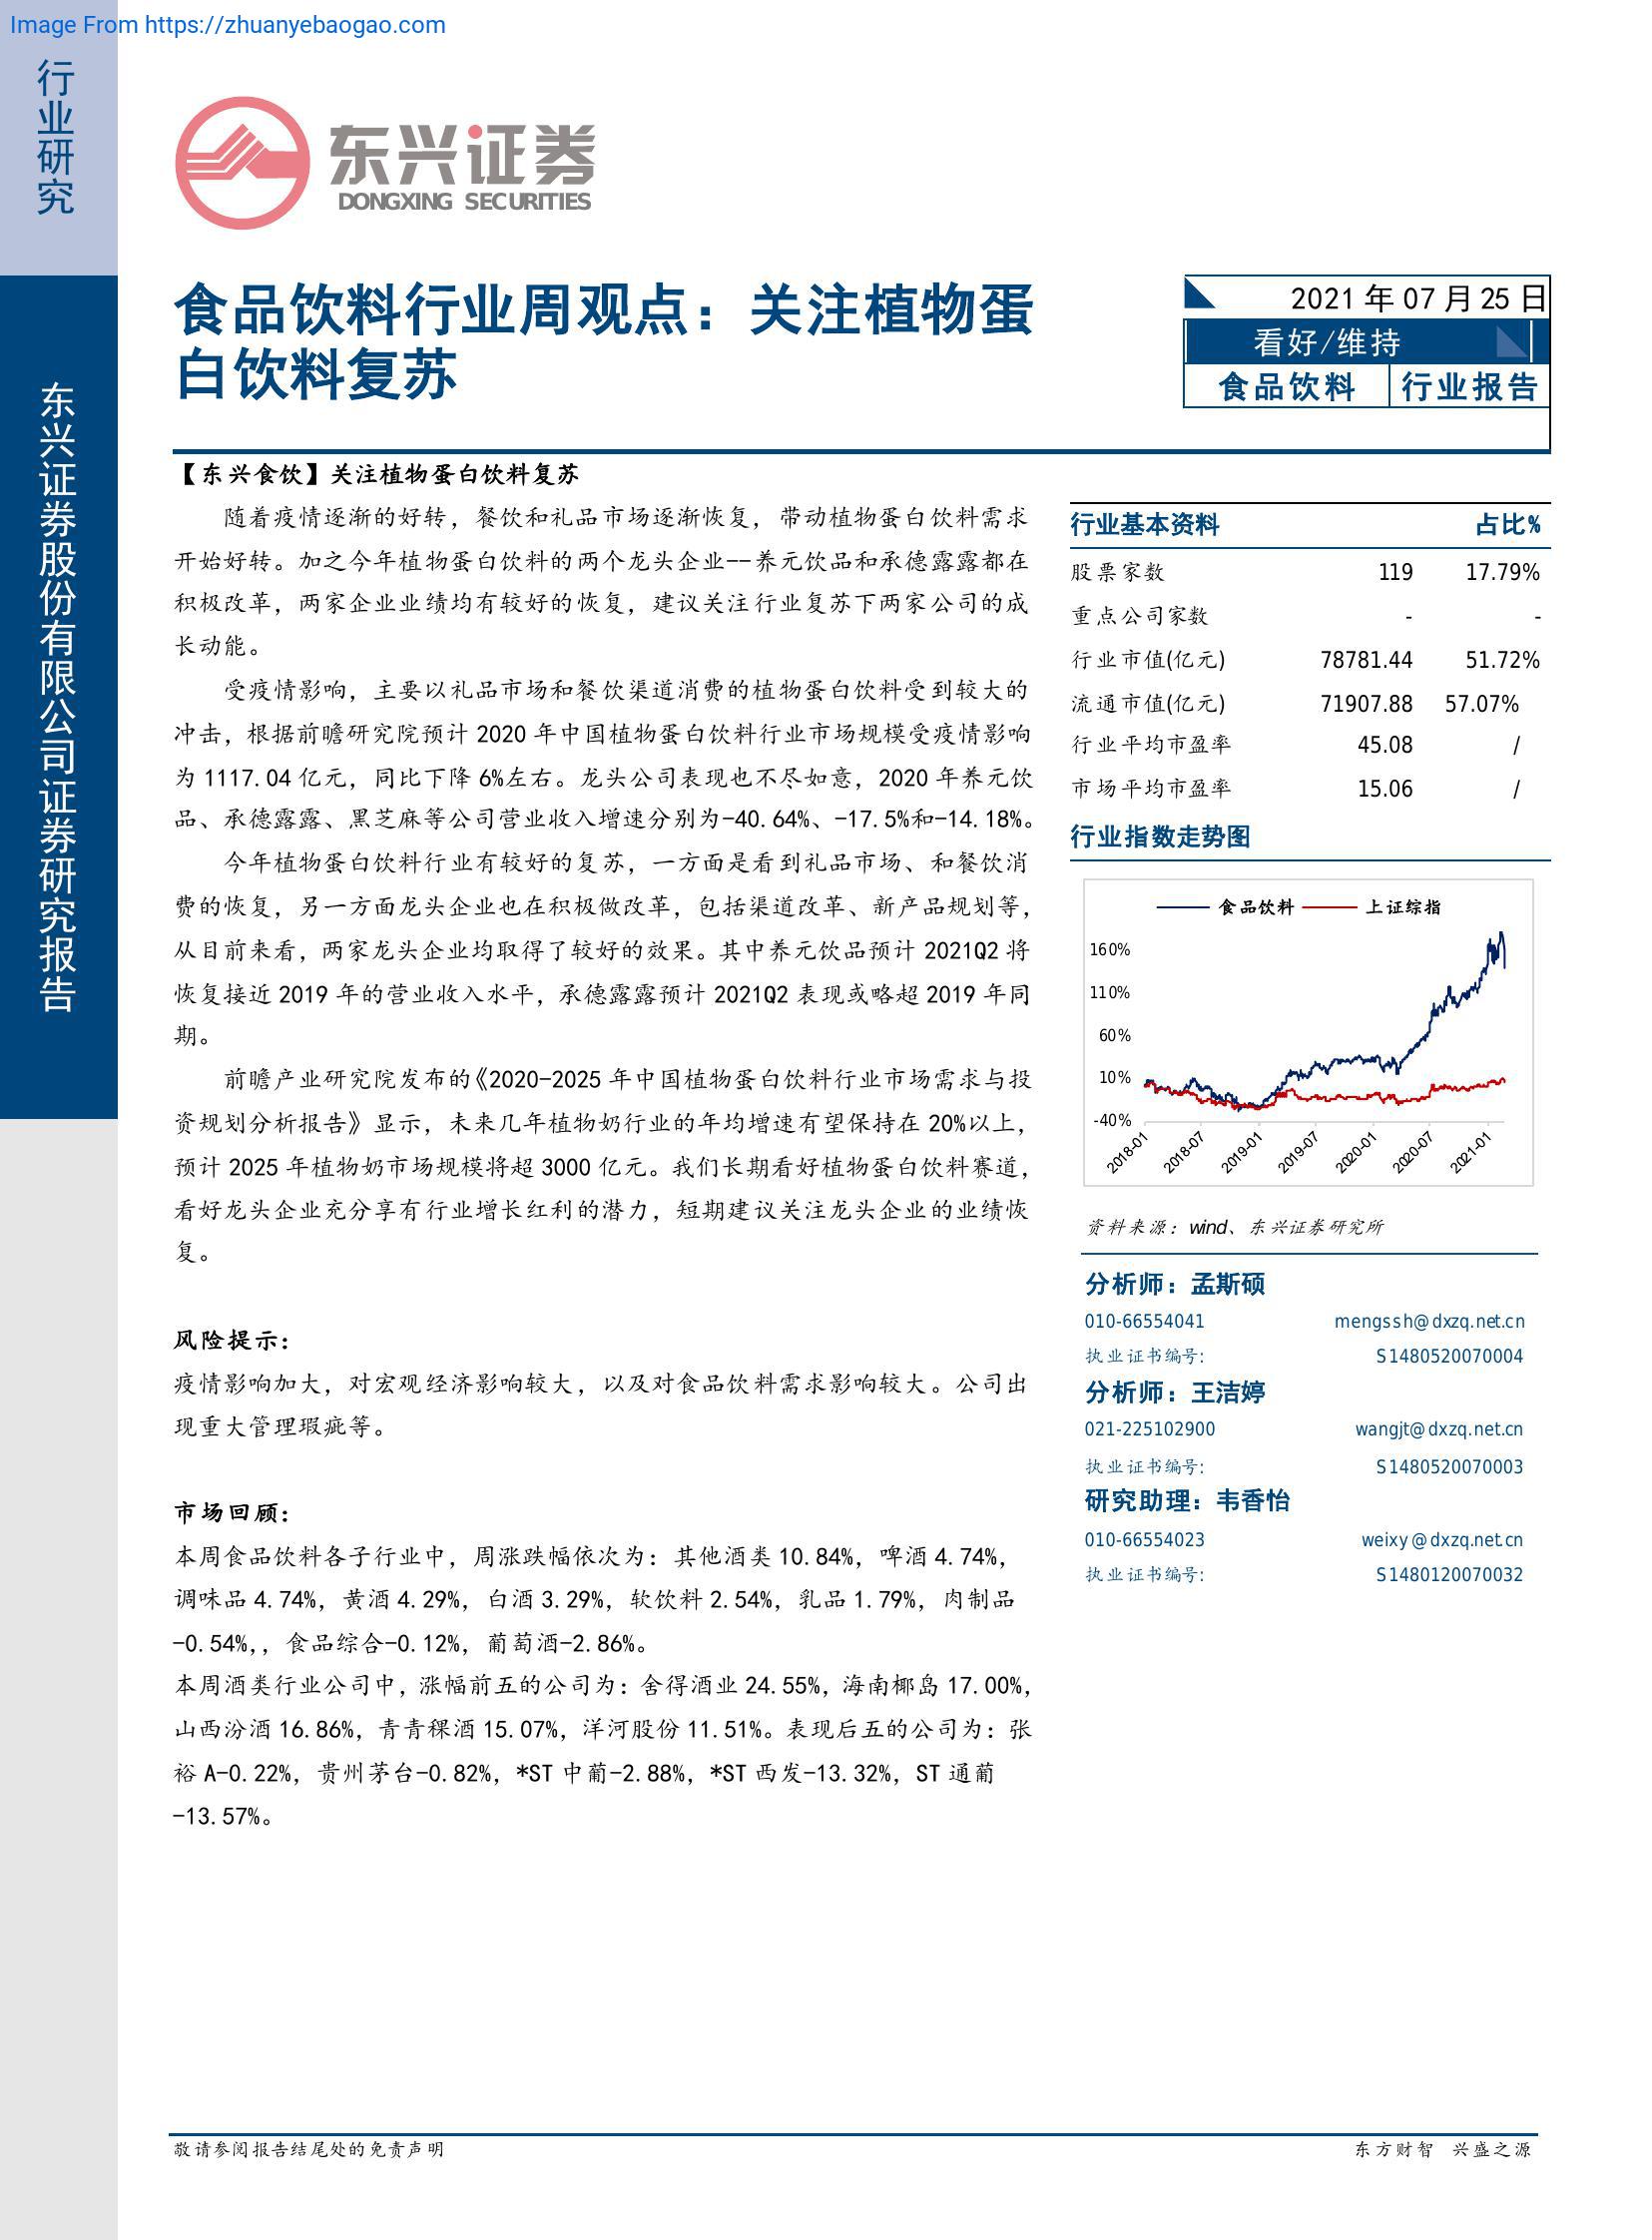 Image From https://zhuanyebaogao.com
行业研究
东兴证券股份有限公司证券研究报告
东兴证券
DONGXING SECURITIES
食品饮料行业周观点：关注植物蛋
白饮料复苏
2021 年 07 月 25 日
看好/维持
食品饮料 行业报告
【东兴食饮】关注植物蛋白饮料复苏
随着疫情逐渐的好转，餐饮和礼品市场逐渐恢复，带动植物蛋白饮料需求
开始好转。加之今年植物蛋白饮料的两个龙头企业--养元饮品和承德露露都在
积极改革，两家企业业绩均有较好的恢复，建议关注行业复苏下两家公司的成
长动能。
受疫情影响，主要以礼品市场和餐饮渠道消费的植物蛋白饮料受到较大的
冲击，根据前瞻研究院预计 2020 年中国植物蛋白饮料行业市场规模受疫情影响
为 1117.04 亿元，同比下降 6%左右。龙头公司表现也不尽如意，2020 年养元饮
品、承德露露、黑芝麻等公司营业收入增速分别为-40.64%、-17.5%和-14.18%。
今年植物蛋白饮料行业有较好的复苏，一方面是看到礼品市场、和餐饮消
费的恢复，另一方面龙头企业也在积极做改革，包括渠道改革、新产品规划等，
从目前来看，两家龙头企业均取得了较好的效果。其中养元饮品预计 2021Q2 将
恢复接近 2019 年的营业收入水平，承德露露预计 2021Q2 表现或略超 2019 年同
期。
前瞻产业研究院发布的《2020-2025 年中国植物蛋白饮料行业市场需求与投
资规划分析报告》显示，未来几年植物奶行业的年均增速有望保持在 20%以上，
预计 2025 年植物奶市场规模将超 3000 亿元。我们长期看好植物蛋白饮料赛道，
看好龙头企业充分享有行业增长红利的潜力，短期建议关注龙头企业的业绩恢
复。
风险提示：
疫情影响加大，对宏观经济影响较大，以及对食品饮料需求影响较大。公司出
现重大管理瑕疵等。
市场回顾：
本周食品饮料各子行业中，周涨跌幅依次为：其他酒类 10.84%，啤酒 4.74%，
调味品 4.74%，黄酒 4.29%，白酒 3.29%，软饮料 2.54%，乳品 1.79%，肉制品
-0.54%,，食品综合-0.12%，葡萄酒-2.86%。
本周酒类行业公司中，涨幅前五的公司为：舍得酒业 24.55%，海南椰岛 17.00%，
山西汾酒 16.86%，青青稞酒 15.07%，洋河股份 11.51%。表现后五的公司为：张
裕 A-0.22%，贵州茅台-0.82%，*ST 中葡-2.88%，*ST 西发-13.32%，ST 通葡
-13.57%。
行业基本资料 占比%
股票家数 119 17.79%
重点公司家数 - -
行业市值(亿元) 78781.44 51.72%
流通市值(亿元) 71907.88 57.07%
行业平均市盈率 45.08 /
市场平均市盈率 15.06 /
行业指数走势图
食品饮料 上证综指
160%
110%
60%
10%
-40%
2018-01 2018-07 2019-01 2019-07 2020-01 2020-07 2021-01
资料来源：wind、东兴证券研究所
分析师：孟斯硕
010-66554041 mengssh@dxzq.net.cn
执业证书编号: S1480520070004
分析师：王洁婷
021-225102900 wangjt@dxzq.net.cn
执业证书编号: S1480520070003
研究助理：韦香怡
010-66554023 weixy@dxzq.net.cn
执业证书编号: S1480120070032
敬请参阅报告结尾处的免责声明 东方财智 兴盛之源